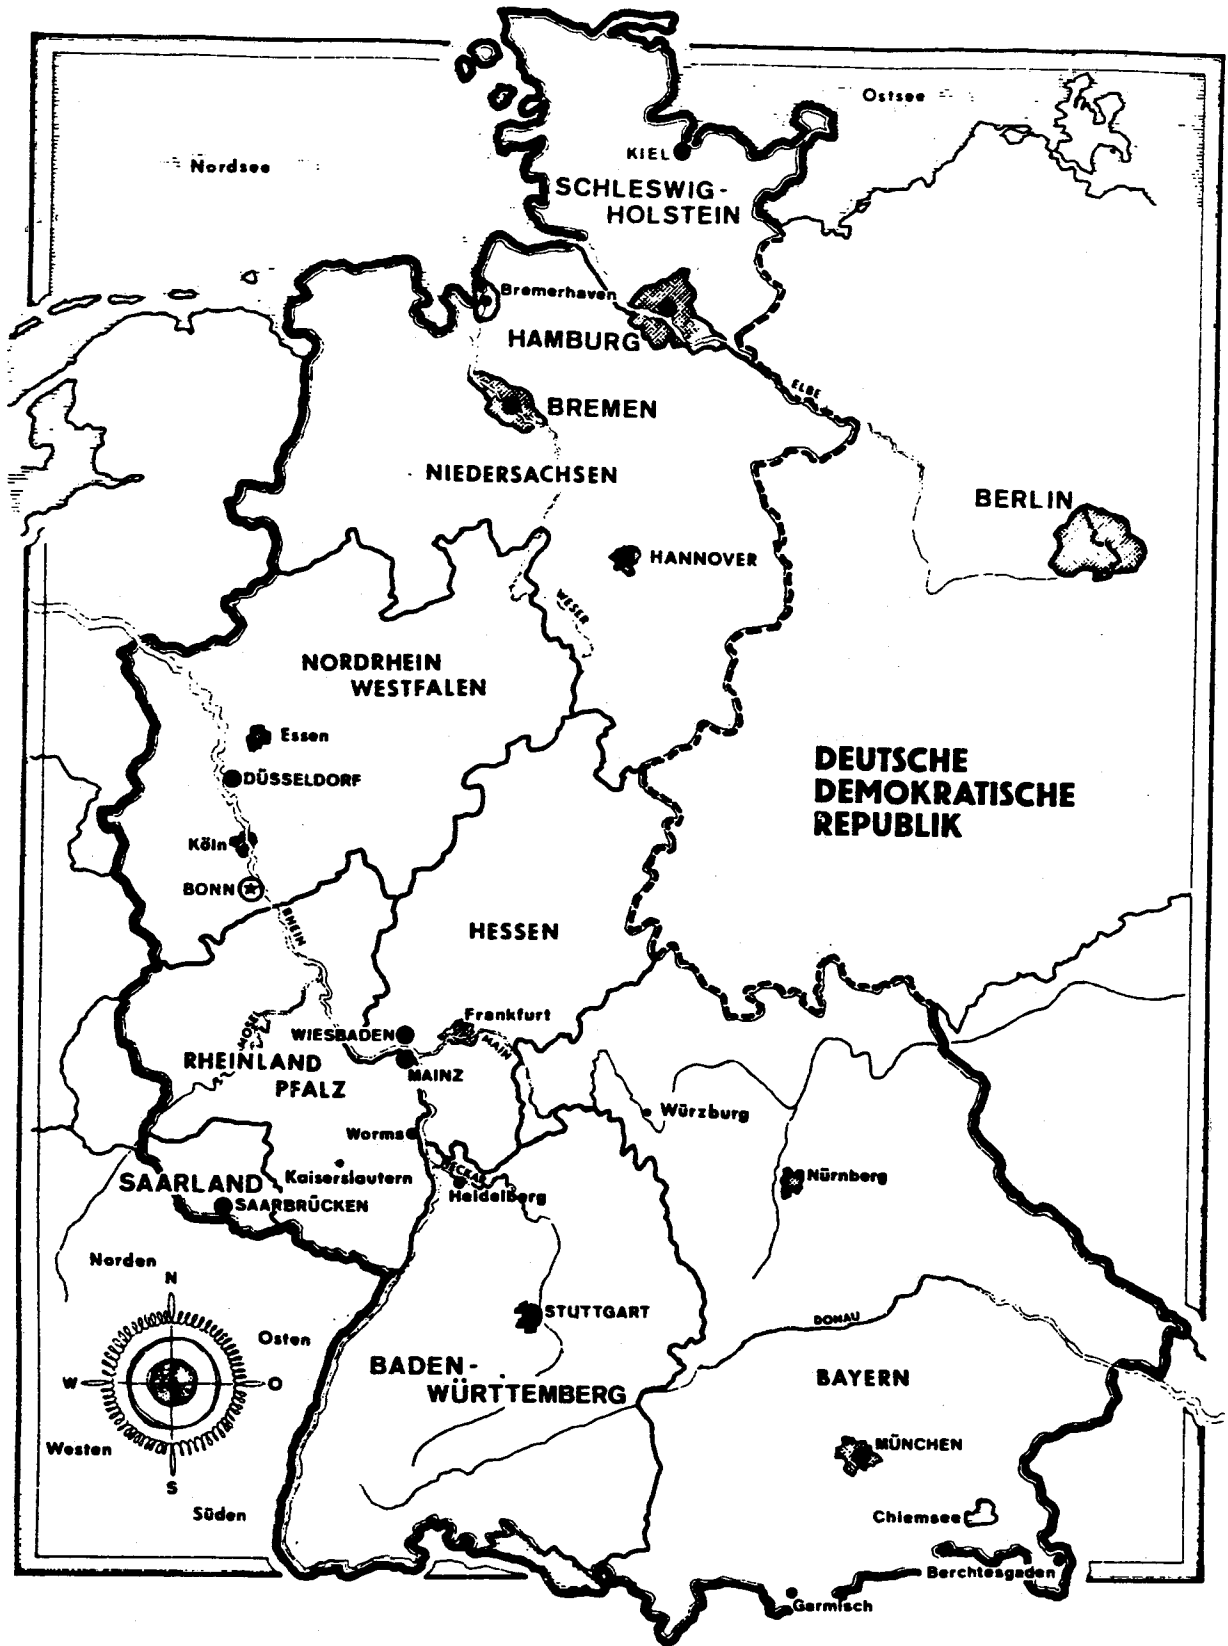 Ostsee
Nordsee
KIEL
SCHLESWIG-
HOLSTEIN
Bremerhaven
HAMBURG
ELBE
BREMEN
NIEDERSACHSEN
BERLIN
HANNOVER
WESER
NORDRHEIN
WESTFALEN
Essen
DÜSSELDORF
DEUTSCHE
DEMOKRATISCHE
REPUBLIK
Köln
BONN
RHEIN
HESSEN
Frankfurt
WIESBADEN
MAIN
MOSEL
RHEINLAND
PFALZ
MAINZ
Würzburg
Worms
NECKAR
Kaiserslautern
Nürnberg
SAARLAND
Heidelberg
SAARBRÜCKEN
Norden
N
STUTTGART
DONAU
Osten
BADEN-
WÜRTTEMBERG
BAYERN
W
O
Westen
MÜNCHEN
S
Süden
Chiemsee
Berchtesgaden
Garmisch